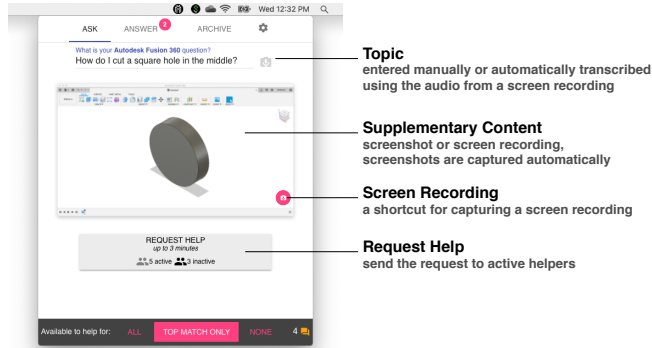 Wed 12:32 PM
ASK ANSWER 2 ARCHIVE
What is your Autodesk Fusion 360 question?
How do I cut a square hole in the middle?
REQUEST HELP
up to 3 minutes
5 active 3 inactive
Available to help for: ALL TOP MATCH ONLY NONE 4
Topic
entered manually or automatically transcribed
using the audio from a screen recording
Supplementary Content
screenshot or screen recording,
screenshots are captured automatically
Screen Recording
a shortcut for capturing a screen recording
Request Help
send the request to active helpers